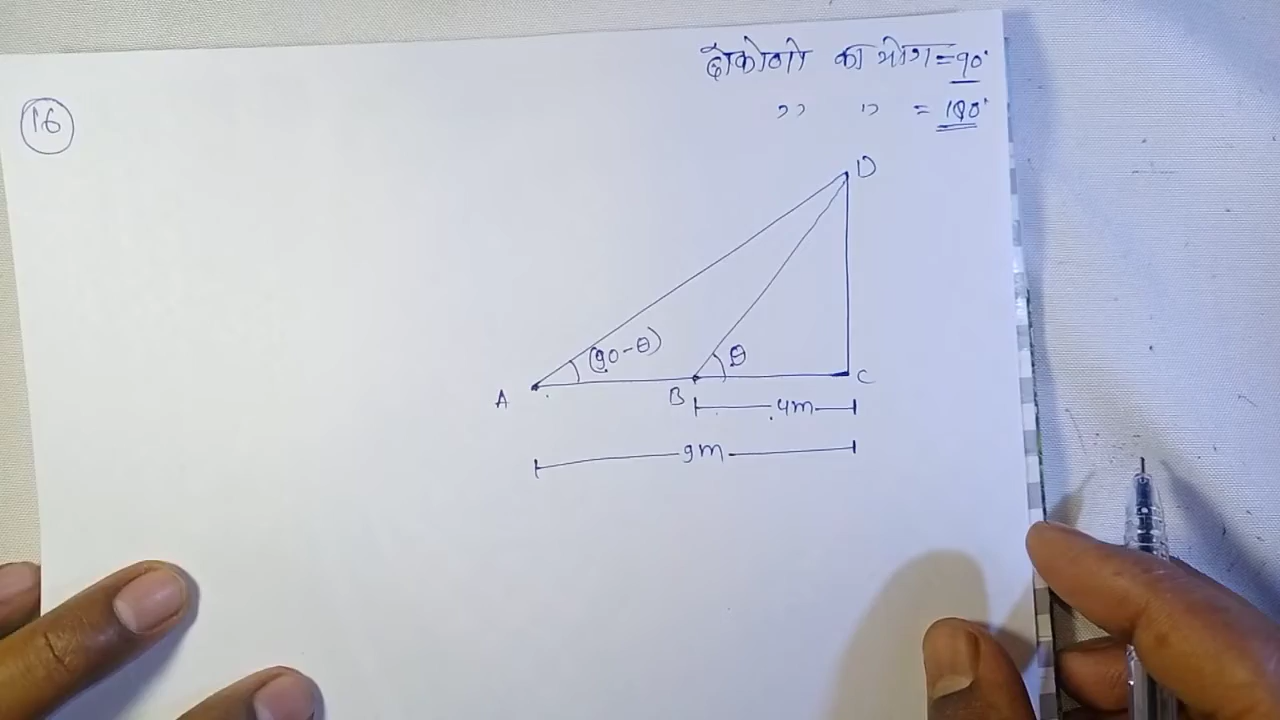 दोकोणो का योग = 90°
,, ,, = 180°
16
D
(90-θ)
θ
A
B
C
4m
9m